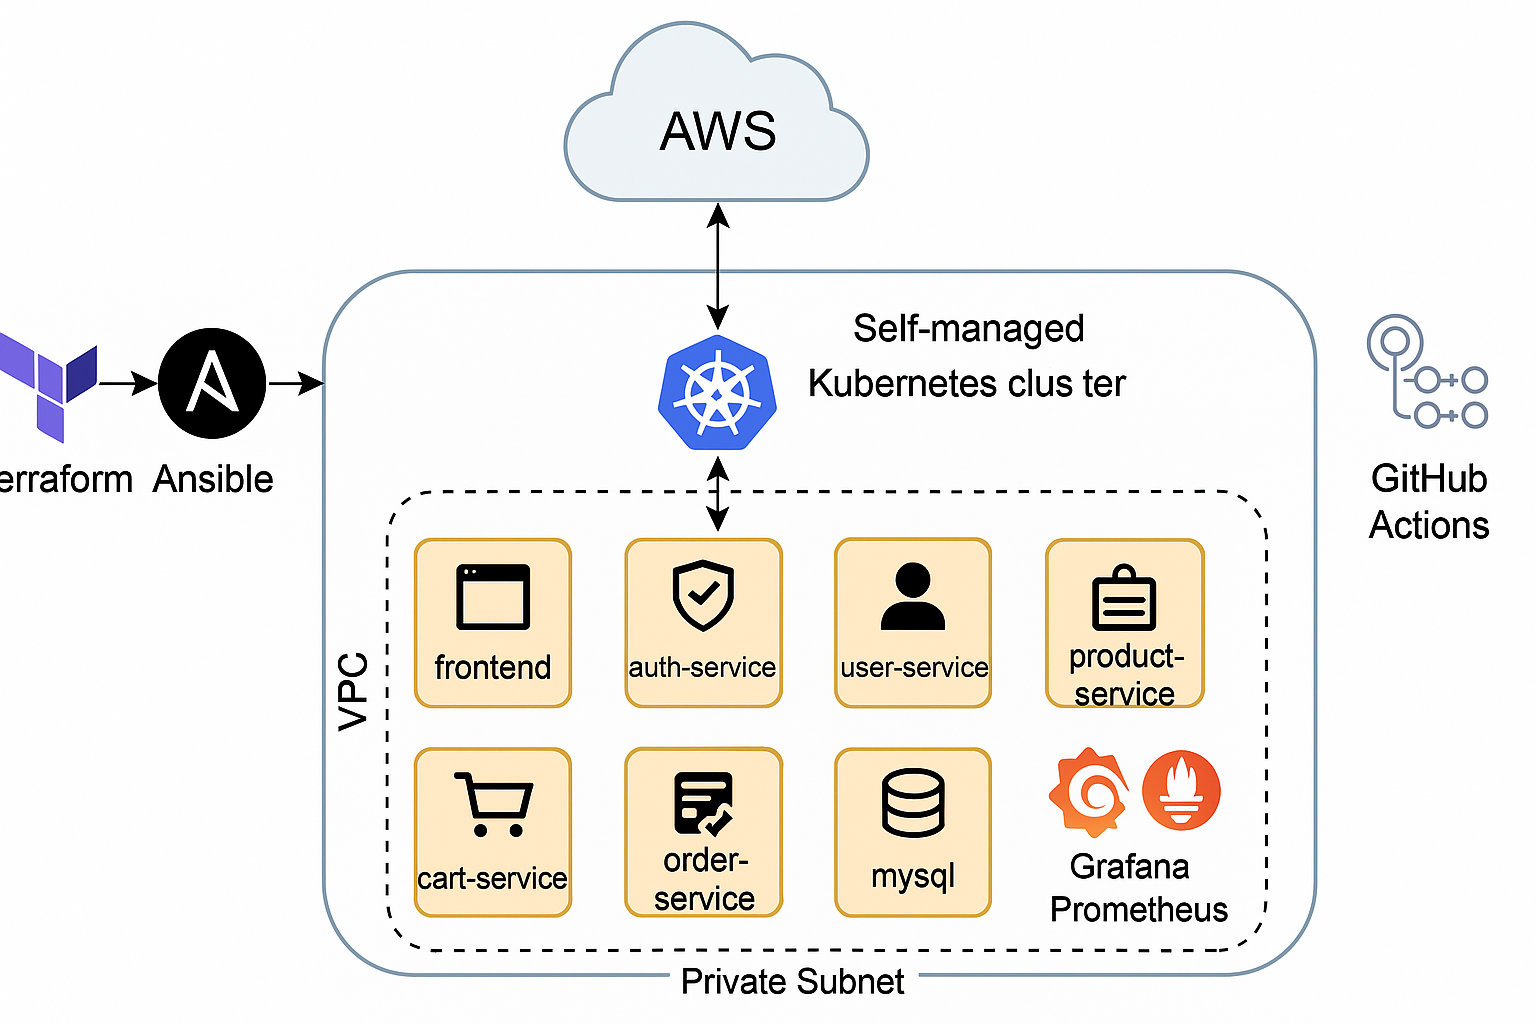 AWS
Self-managed
Kubernetes clus ter
erraform
Ansible
GitHub
Actions
VPC
frontend
auth-service
user-service
product-
service
cart-service
order-
service
mysql
Grafana
Prometheus
Private Subnet